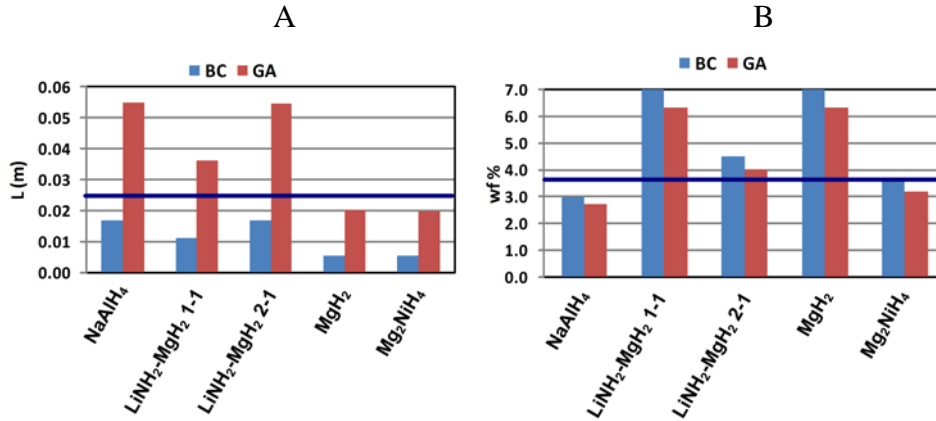 A
BC GA
0.06
0.05
0.04
0.03
0.02
0.01
0.00
L (m)
NaAlH₄
LiNH₂-MgH₂ 1-1
LiNH₂-MgH₂ 2-1
MgH₂
Mg₂NiH₄
B
BC GA
7.0
6.0
5.0
4.0
3.0
2.0
1.0
0.0
wf %
NaAlH₄
LiNH₂-MgH₂ 1-1
LiNH₂-MgH₂ 2-1
MgH₂
Mg₂NiH₄